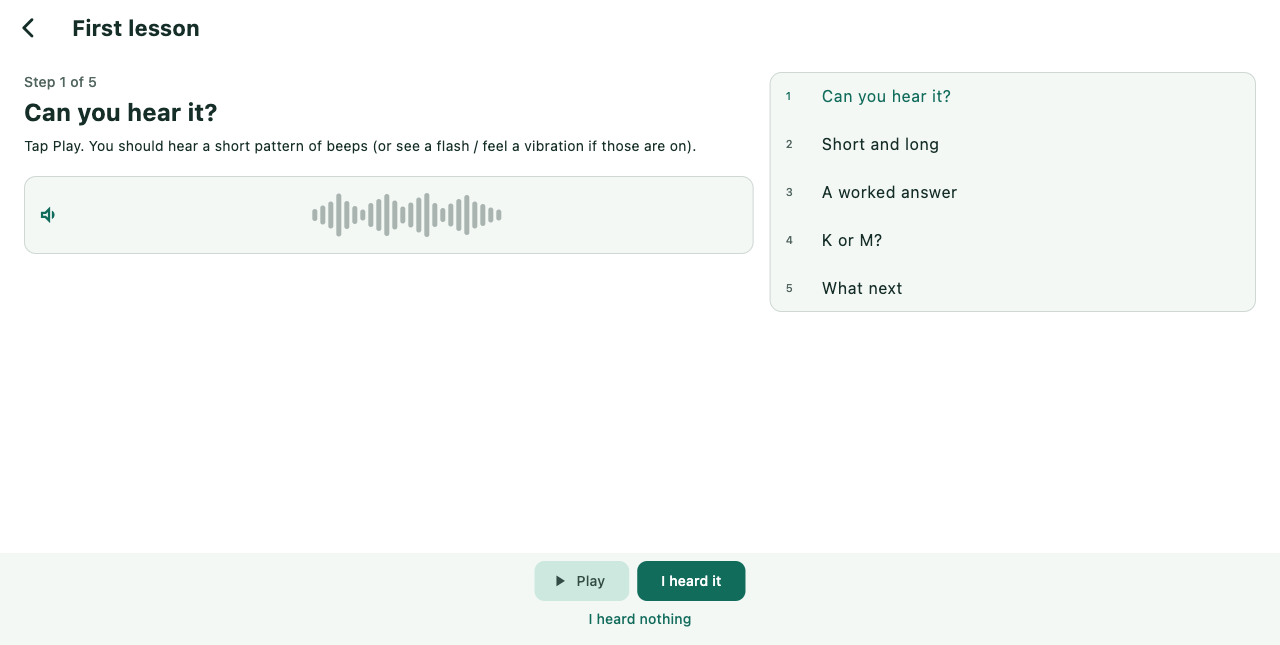 First lesson
Step 1 of 5
Can you hear it?
Tap Play. You should hear a short pattern of beeps (or see a flash / feel a vibration if those are on).
1 Can you hear it?
2 Short and long
3 A worked answer
4 K or M?
5 What next
Play
I heard it
I heard nothing